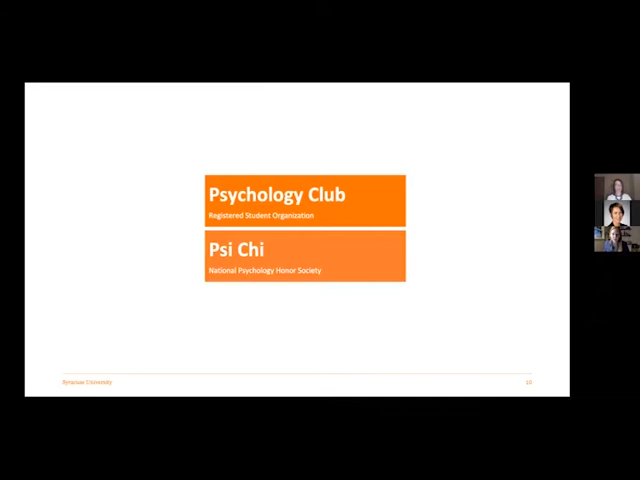 Psychology Club
Registered Student Organization
Psi Chi
National Psychology Honor Society
Syracuse University